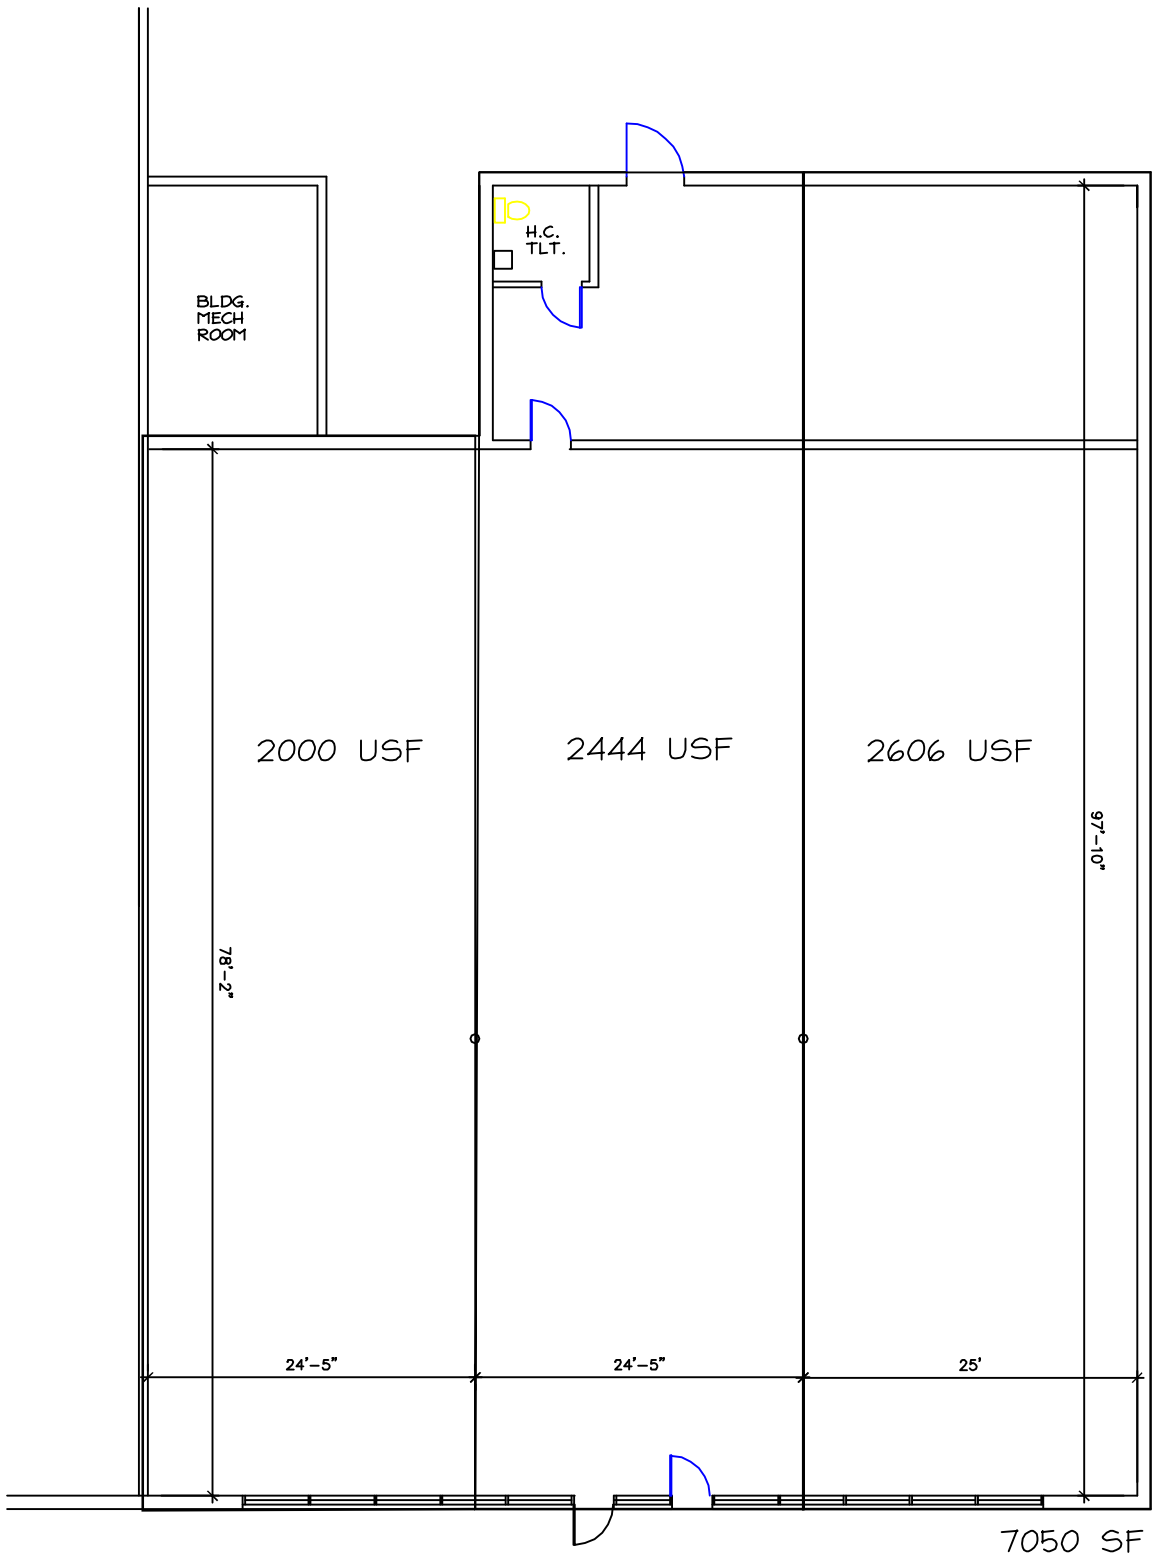 H.C.
TLT.
BLDG.
MECH
ROOM
2000 USF
2444 USF
2606 USF
97'-10"
78'-2"
24'-5"
24'-5"
25'
7050 SF